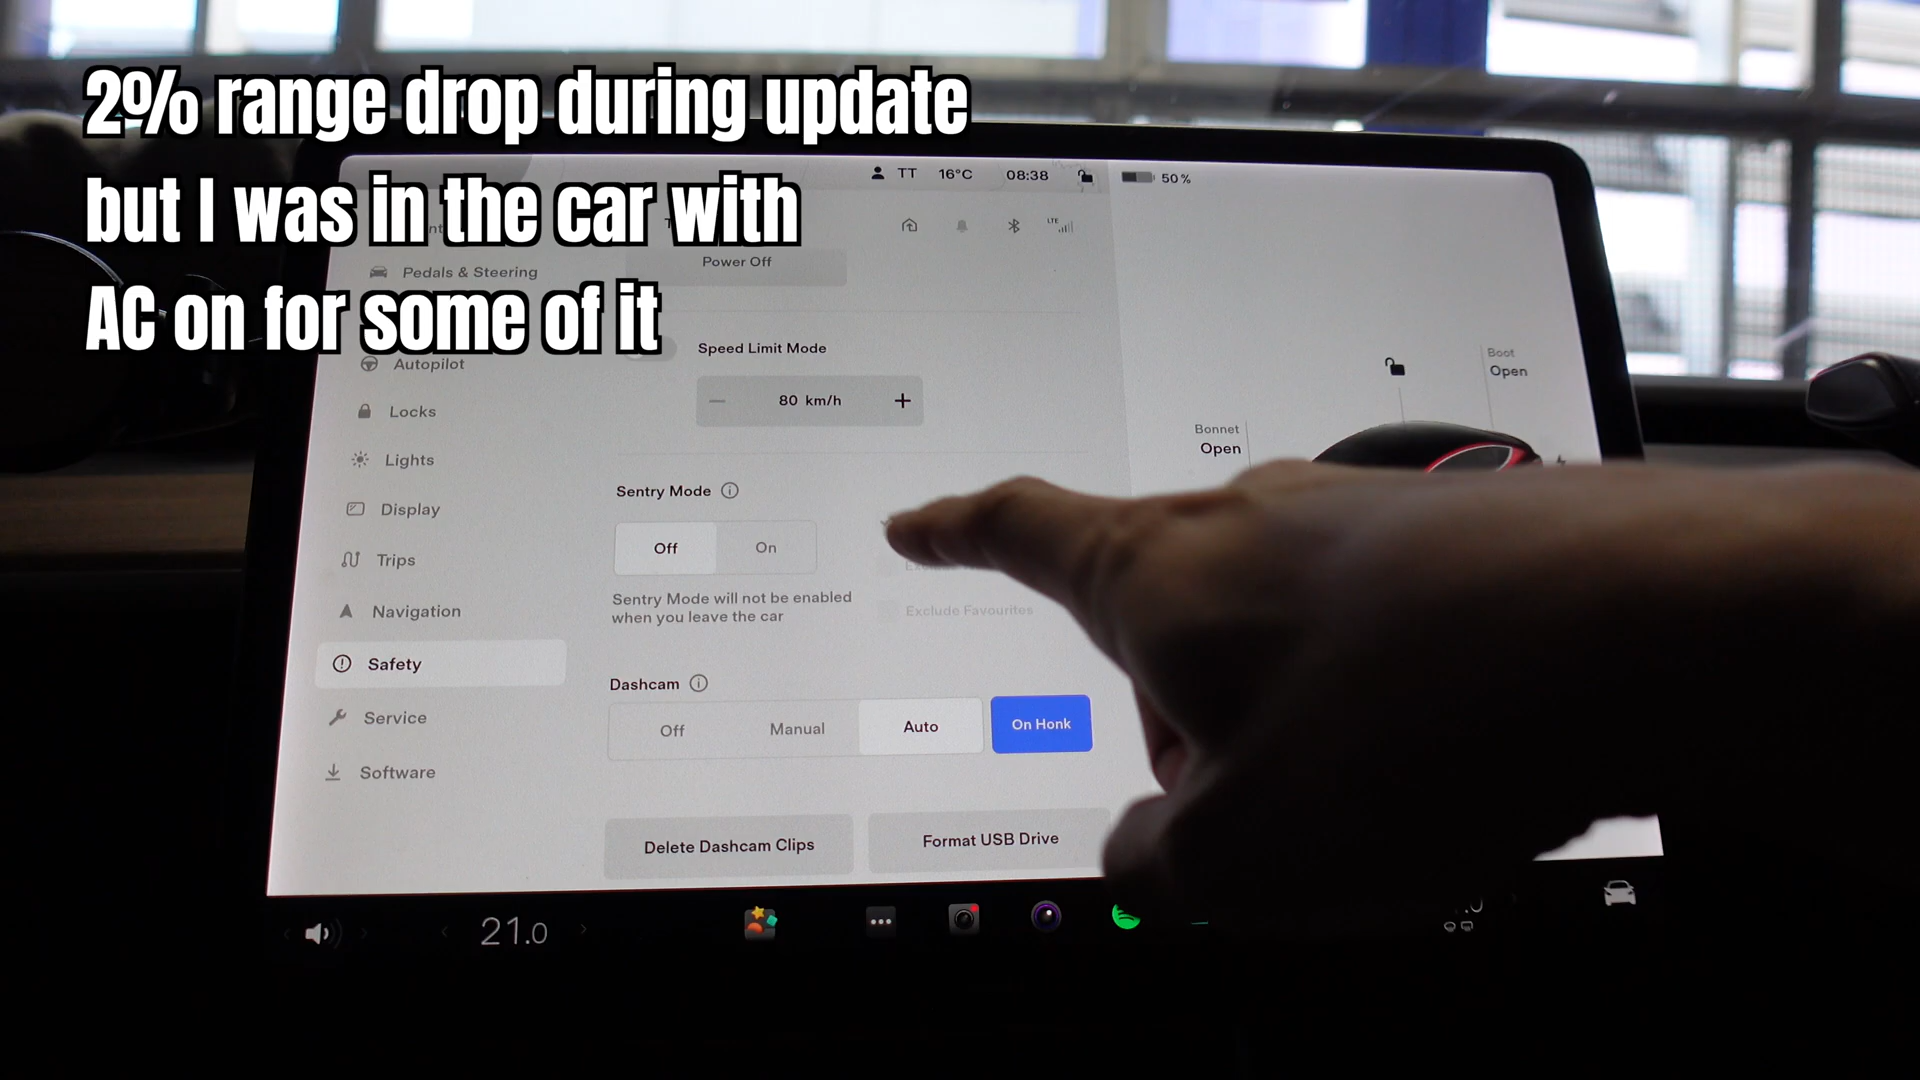 2% range drop during update
but I was in the car with
AC on for some of it
TT 16°C 08:38
50%
LTE
Pedals & Steering
Autopilot
Locks
Lights
Display
Trips
Navigation
Safety
Service
Software
Power Off
Speed Limit Mode
80 km/h
Sentry Mode
Off On
Sentry Mode will not be enabled
when you leave the car
Exclude Favourites
Dashcam
Off Manual Auto On Honk
Delete Dashcam Clips Format USB Drive
Boot
Open
Bonnet
Open
21.0